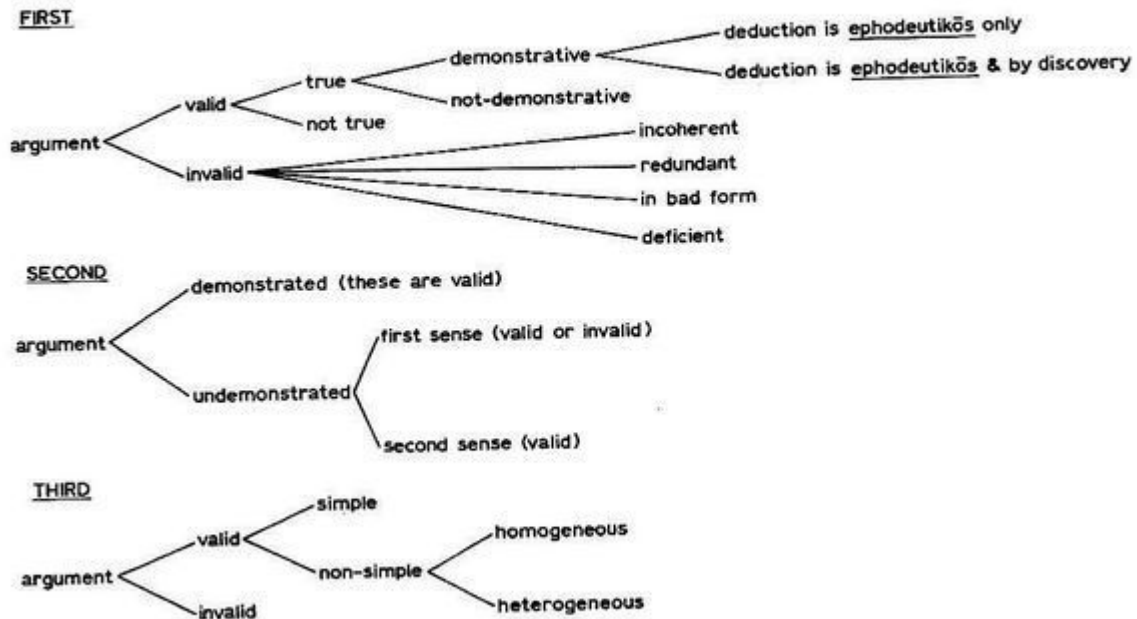 FIRST
deduction is ephodeutikōs only
demonstrative
deduction is ephodeutikōs & by discovery
true
valid
not-demonstrative
not true
incoherent
argument
redundant
invalid
in bad form
deficient
SECOND
demonstrated (these are valid)
first sense (valid or invalid)
argument
undemonstrated
second sense (valid)
THIRD
simple
homogeneous
valid
non-simple
argument
heterogeneous
invalid